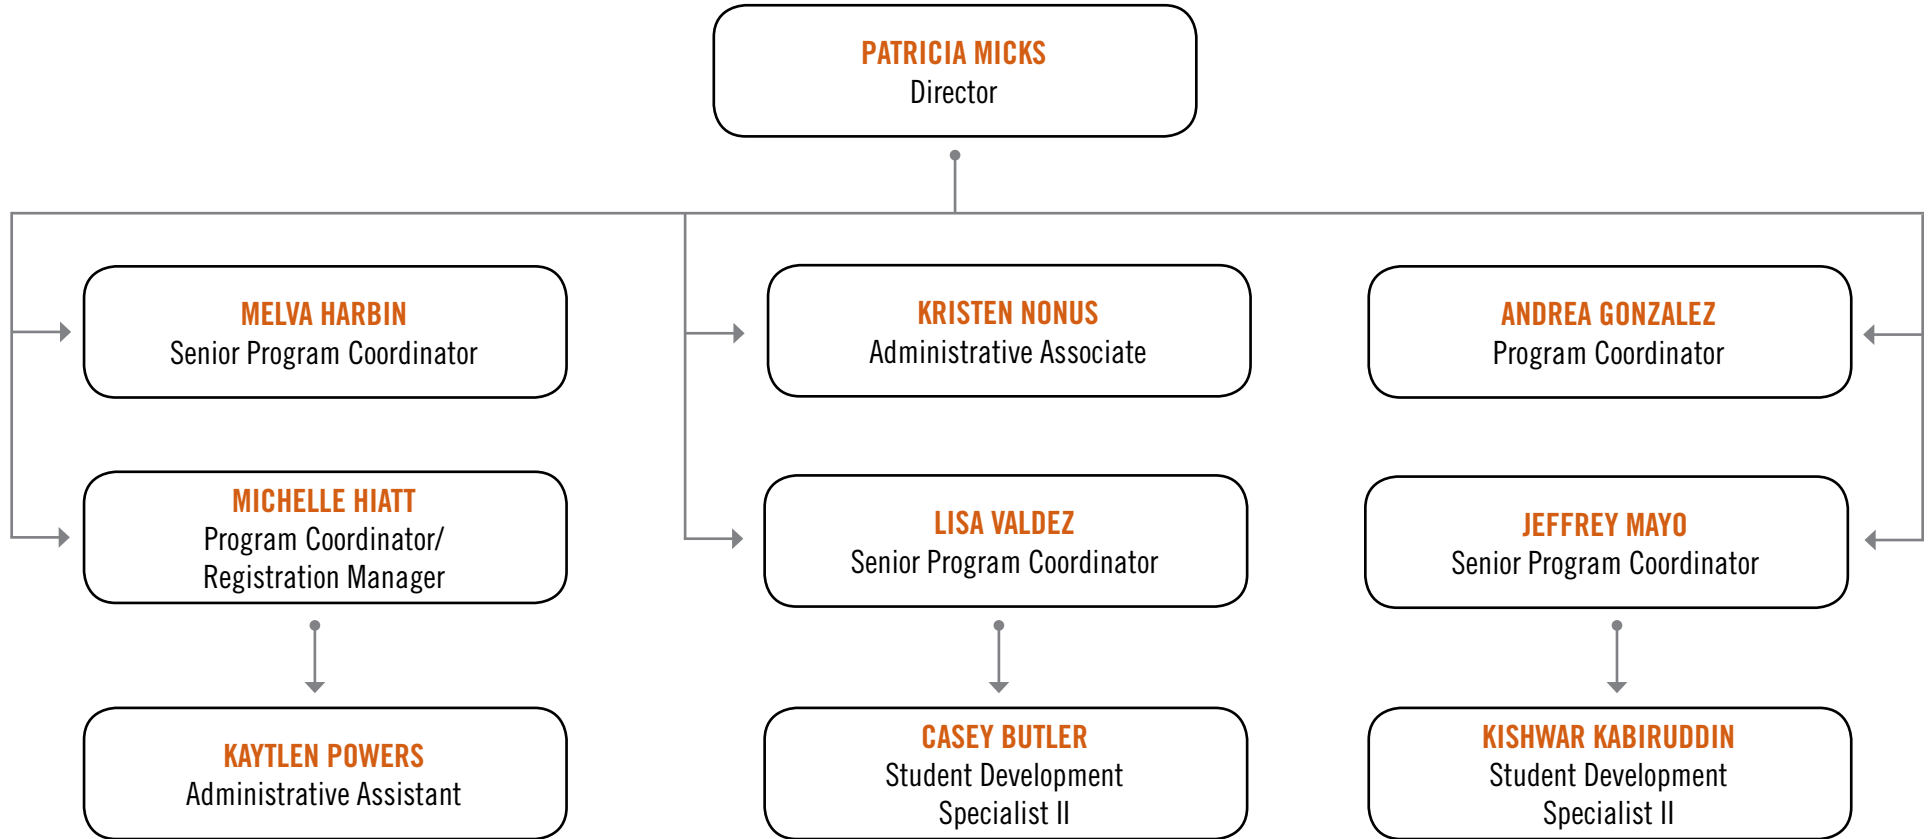 PATRICIA MICKS
Director
MELVA HARBIN
Senior Program Coordinator
KRISTEN NONUS
Administrative Associate
ANDREA GONZALEZ
Program Coordinator
MICHELLE HIATT
Program Coordinator/
Registration Manager
LISA VALDEZ
Senior Program Coordinator
JEFFREY MAYO
Senior Program Coordinator
KAYTLEN POWERS
Administrative Assistant
CASEY BUTLER
Student Development
Specialist II
KISHWAR KABIRUDDIN
Student Development
Specialist II